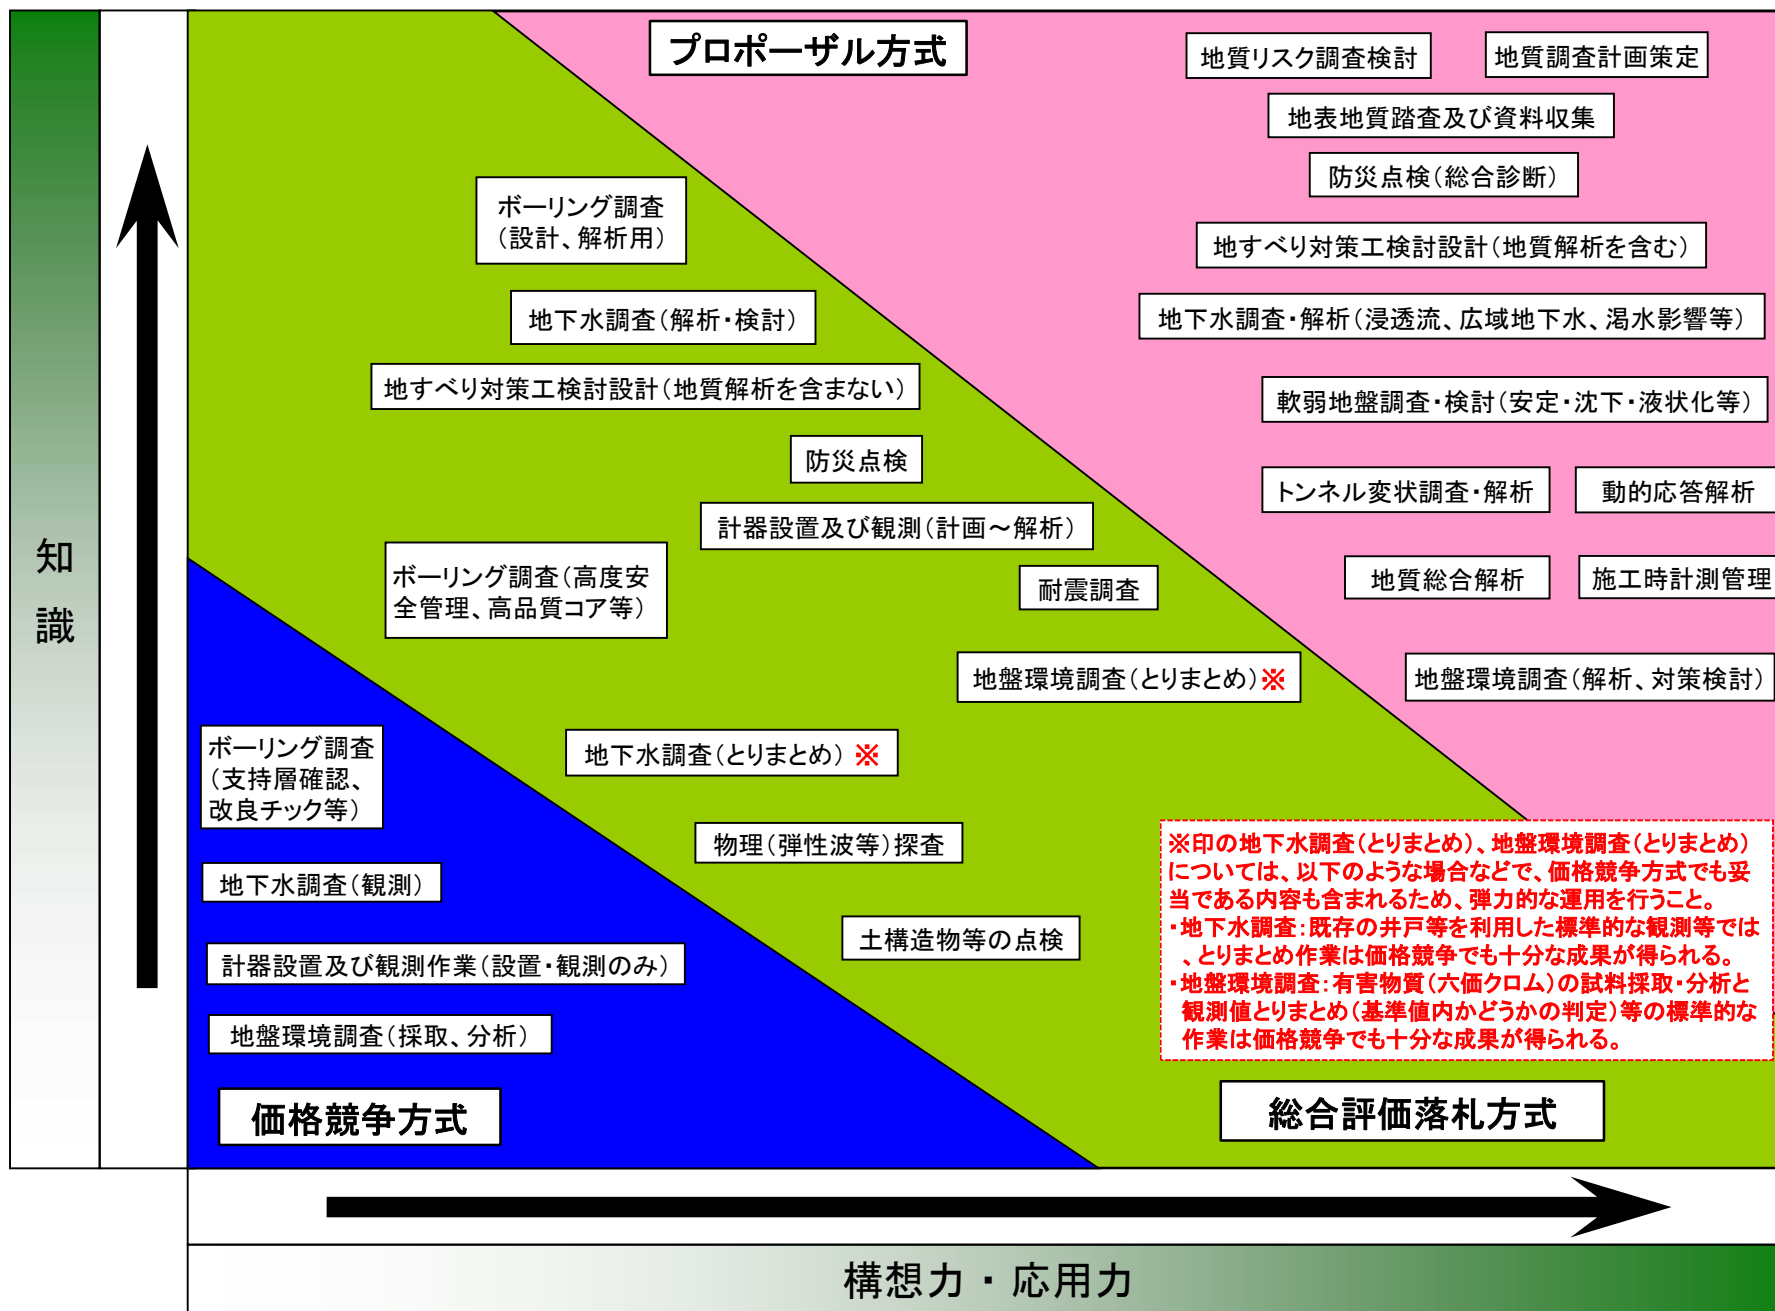 プロポーザル方式
地質リスク調査検討
地質調査計画策定
地表地質踏査及び資料収集
防災点検(総合診断)
地すべり対策工検討設計(地質解析を含む)
地下水調査・解析(浸透流、広域地下水、渇水影響等)
軟弱地盤調査・検討(安定・沈下・液状化等)
トンネル変状調査・解析
動的応答解析
地質総合解析
施工時計測管理
地盤環境調査(解析、対策検討)
ボーリング調査
(設計、解析用)
地下水調査(解析・検討)
地すべり対策工検討設計(地質解析を含まない)
防災点検
計器設置及び観測(計画～解析)
ボーリング調査(高度安
全管理、高品質コア等)
耐震調査
地盤環境調査(とりまとめ)※
地下水調査(とりまとめ) ※
物理(弾性波等)探査
土構造物等の点検
※印の地下水調査(とりまとめ)、地盤環境調査(とりまとめ)
については、以下のような場合などで、価格競争方式でも妥
当である内容も含まれるため、弾力的な運用を行うこと。
・地下水調査:既存の井戸等を利用した標準的な観測等では
、とりまとめ作業は価格競争でも十分な成果が得られる。
・地盤環境調査:有害物質(六価クロム)の試料採取・分析と
観測値とりまとめ(基準値内かどうかの判定)等の標準的な
作業は価格競争でも十分な成果が得られる。
総合評価落札方式
ボーリング調査
(支持層確認、
改良チック等)
地下水調査(観測)
計器設置及び観測作業(設置・観測のみ)
地盤環境調査(採取、分析)
価格競争方式
知
識
構想力・応用力